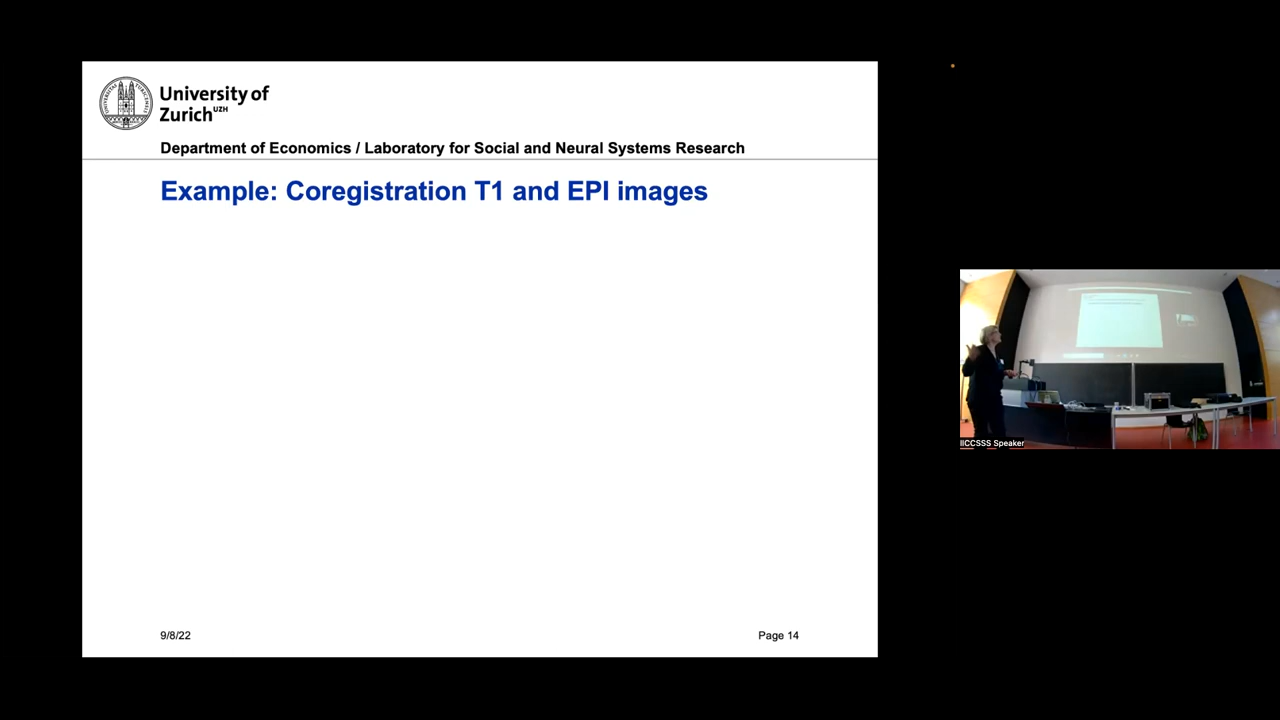 University of
Zurich UZH
Department of Economics / Laboratory for Social and Neural Systems Research
Example: Coregistration T1 and EPI images
9/8/22
Page 14
IICCSSS Speaker